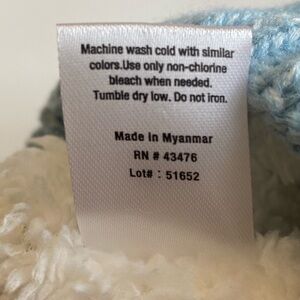 Machine wash cold with similar
colors.Use only non-chlorine
bleach when needed.
Tumble dry low. Do not iron.
Made in Myanmar
RN # 43476
Lot# : 51652